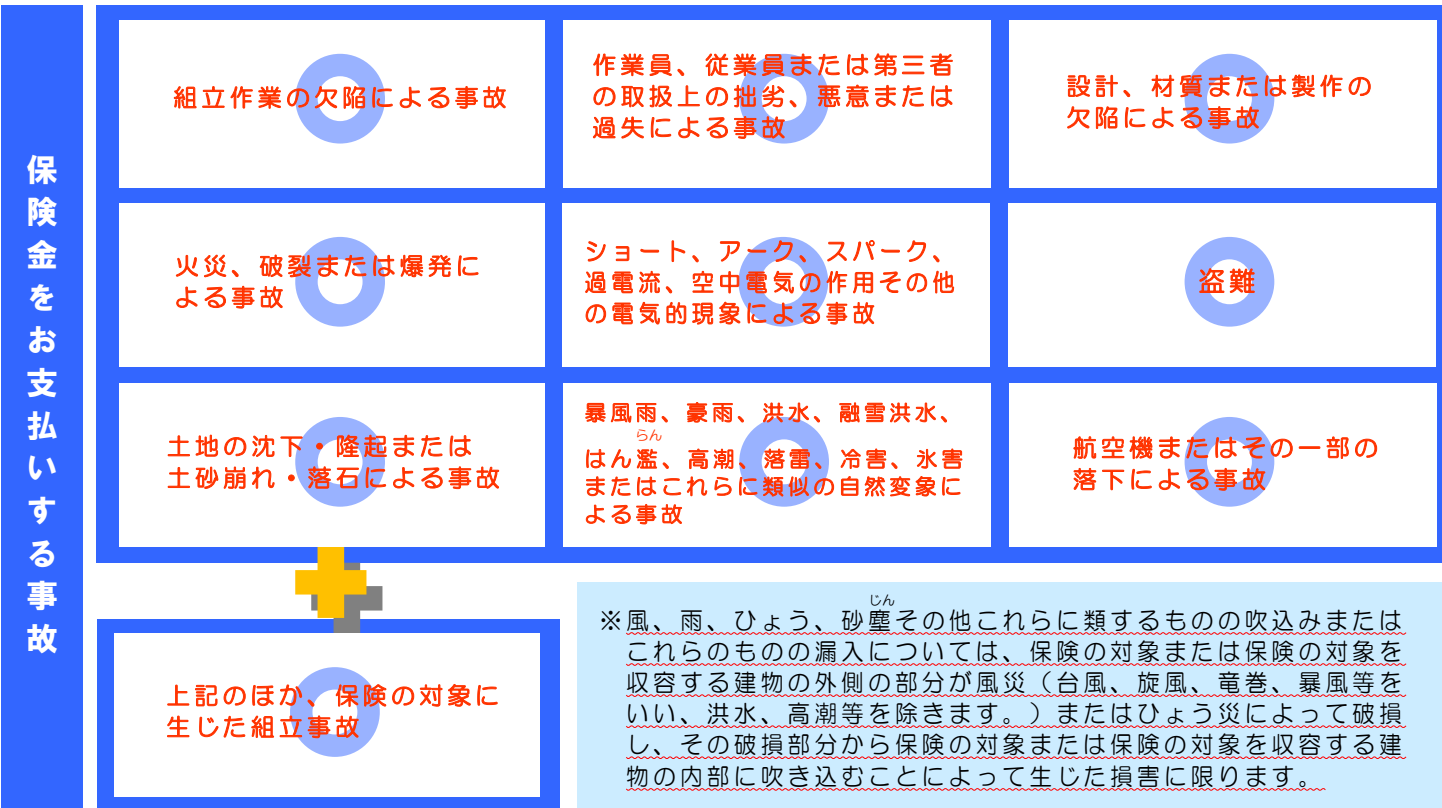 保険金をお支払いする事故
組立作業の欠陥による事故
作業員、従業員または第三者
の取扱上の拙劣、悪意または
過失による事故
設計、材質または製作の
欠陥による事故
火災、破裂または爆発に
よる事故
ショート、アーク、スパーク、
過電流、空中電気の作用その他
の電気的現象による事故
盗難
土地の沈下・隆起または
土砂崩れ・落石による事故
暴風雨、豪雨、洪水、融雪洪水、
らん
はん濫、高潮、落雷、冷害、氷害
またはこれらに類似の自然変象に
よる事故
航空機またはその一部の
落下による事故
上記のほか、保険の対象に
生じた組立事故
じん
※風、雨、ひょう、砂塵その他これらに類するものの吹込みまたは
これらのものの漏入については、保険の対象または保険の対象を
収容する建物の外側の部分が風災（台風、旋風、竜巻、暴風等を
いい、洪水、高潮等を除きます。）またはひょう災によって破損
し、その破損部分から保険の対象または保険の対象を収容する建
物の内部に吹き込むことによって生じた損害に限ります。